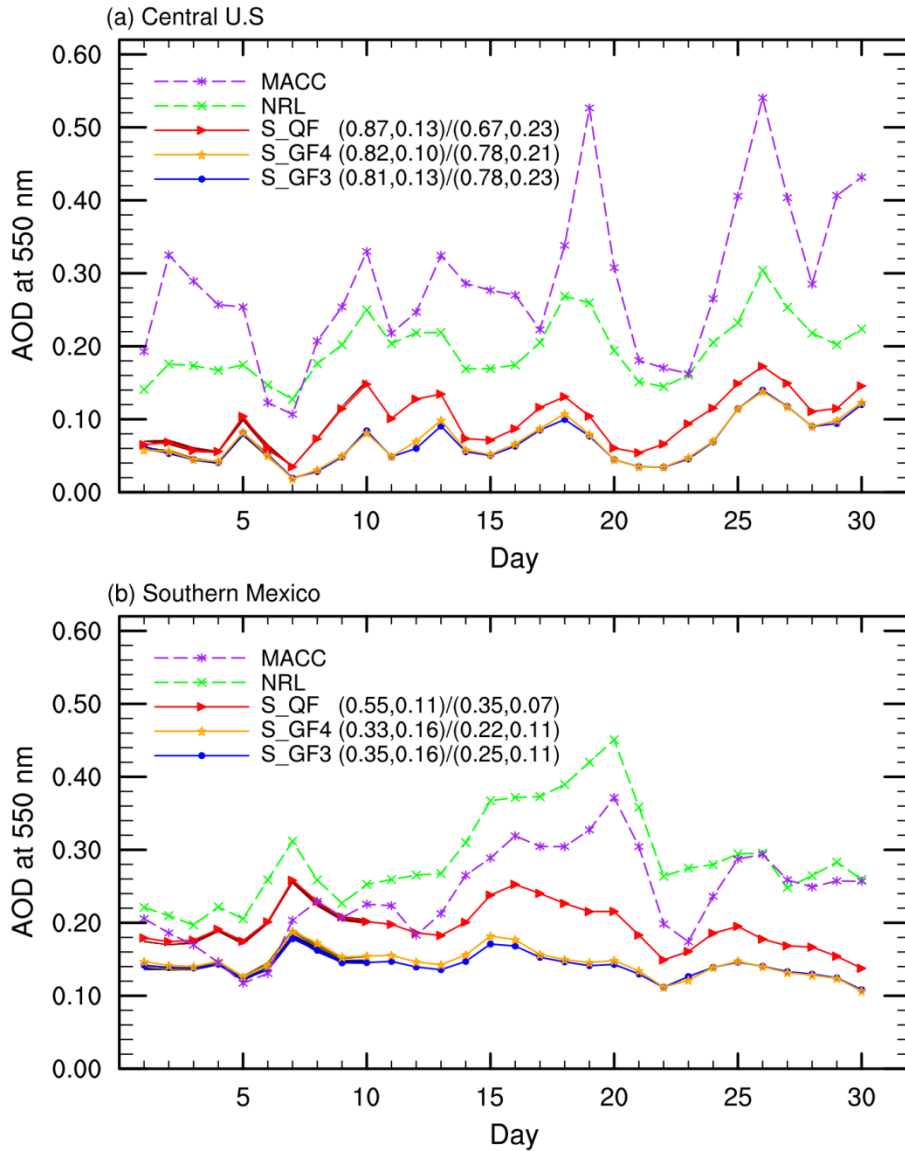 (a) Central U.S
0.60
0.50
0.40
0.30
0.20
0.10
0.00
AOD at 550 nm
MACC
NRL
S_QF (0.87,0.13)/(0.67,0.23)
S_GF4 (0.82,0.10)/(0.78,0.21)
S_GF3 (0.81,0.13)/(0.78,0.23)
5 10 15 20 25 30
Day
(b) Southern Mexico
0.60
0.50
0.40
0.30
0.20
0.10
0.00
AOD at 550 nm
MACC
NRL
S_QF (0.55,0.11)/(0.35,0.07)
S_GF4 (0.33,0.16)/(0.22,0.11)
S_GF3 (0.35,0.16)/(0.25,0.11)
5 10 15 20 25 30
Day